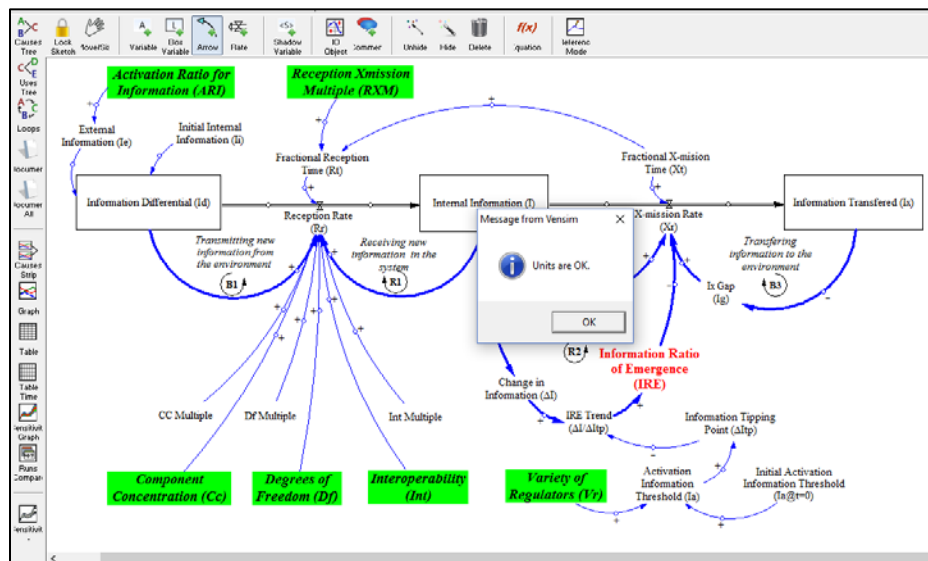 Causes
Tree
Lock
Sketch
Variable
Box
Variable
Arrow
Rate
Shadow
Variable
IO
Object
Unhide
Hide
Delete
f(x)
Mode
Uses
Tree
Loops
All
Causes
Strip
Graph
Table
Table
Time
Graph
Runs
Activation Ratio for
Information (ARI)
Reception Xmission
Multiple (RXM)
External
Information (Ie)
Initial Internal
Information (Ii)
Fractional Reception
Time (Rt)
Fractional X-mision
Time (Xt)
Information Differential (Id)
Reception Rate
(Rr)
Internal Information (I)
X-mission Rate
(Xr)
Information Transfered (Ix)
Transmitting new
information from
the environment
B1
Receiving new
information in the
system
R1
Message from Vensim
Units are OK.
OK
Transfering
information to the
environment
B3
Ix Gap
(Ig)
R2
Information Ratio
of Emergence
(IRE)
Change in
Information (ΔI)
IRE Trend
(ΔI/ΔItp)
Information Tipping
Point (ΔItp)
CC Multiple
Df Multiple
Int Multiple
Component
Concentration (Cc)
Degrees of
Freedom (Df)
Interoperability
(Int)
Variety of
Regulators (Vr)
Activation
Information
Threshold (Ia)
Initial Activation
Information Threshold
(Ia@t=0)